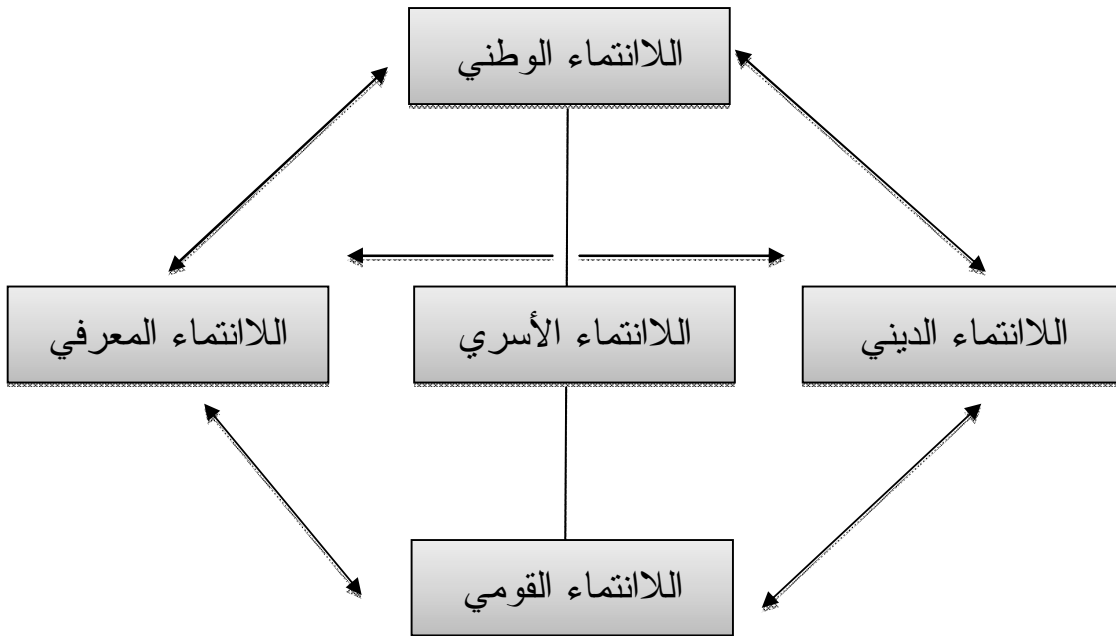 اللاانتماء الوطني
اللاانتماء الديني
اللاانتماء الأسري
اللاانتماء المعرفي
اللاانتماء القومي